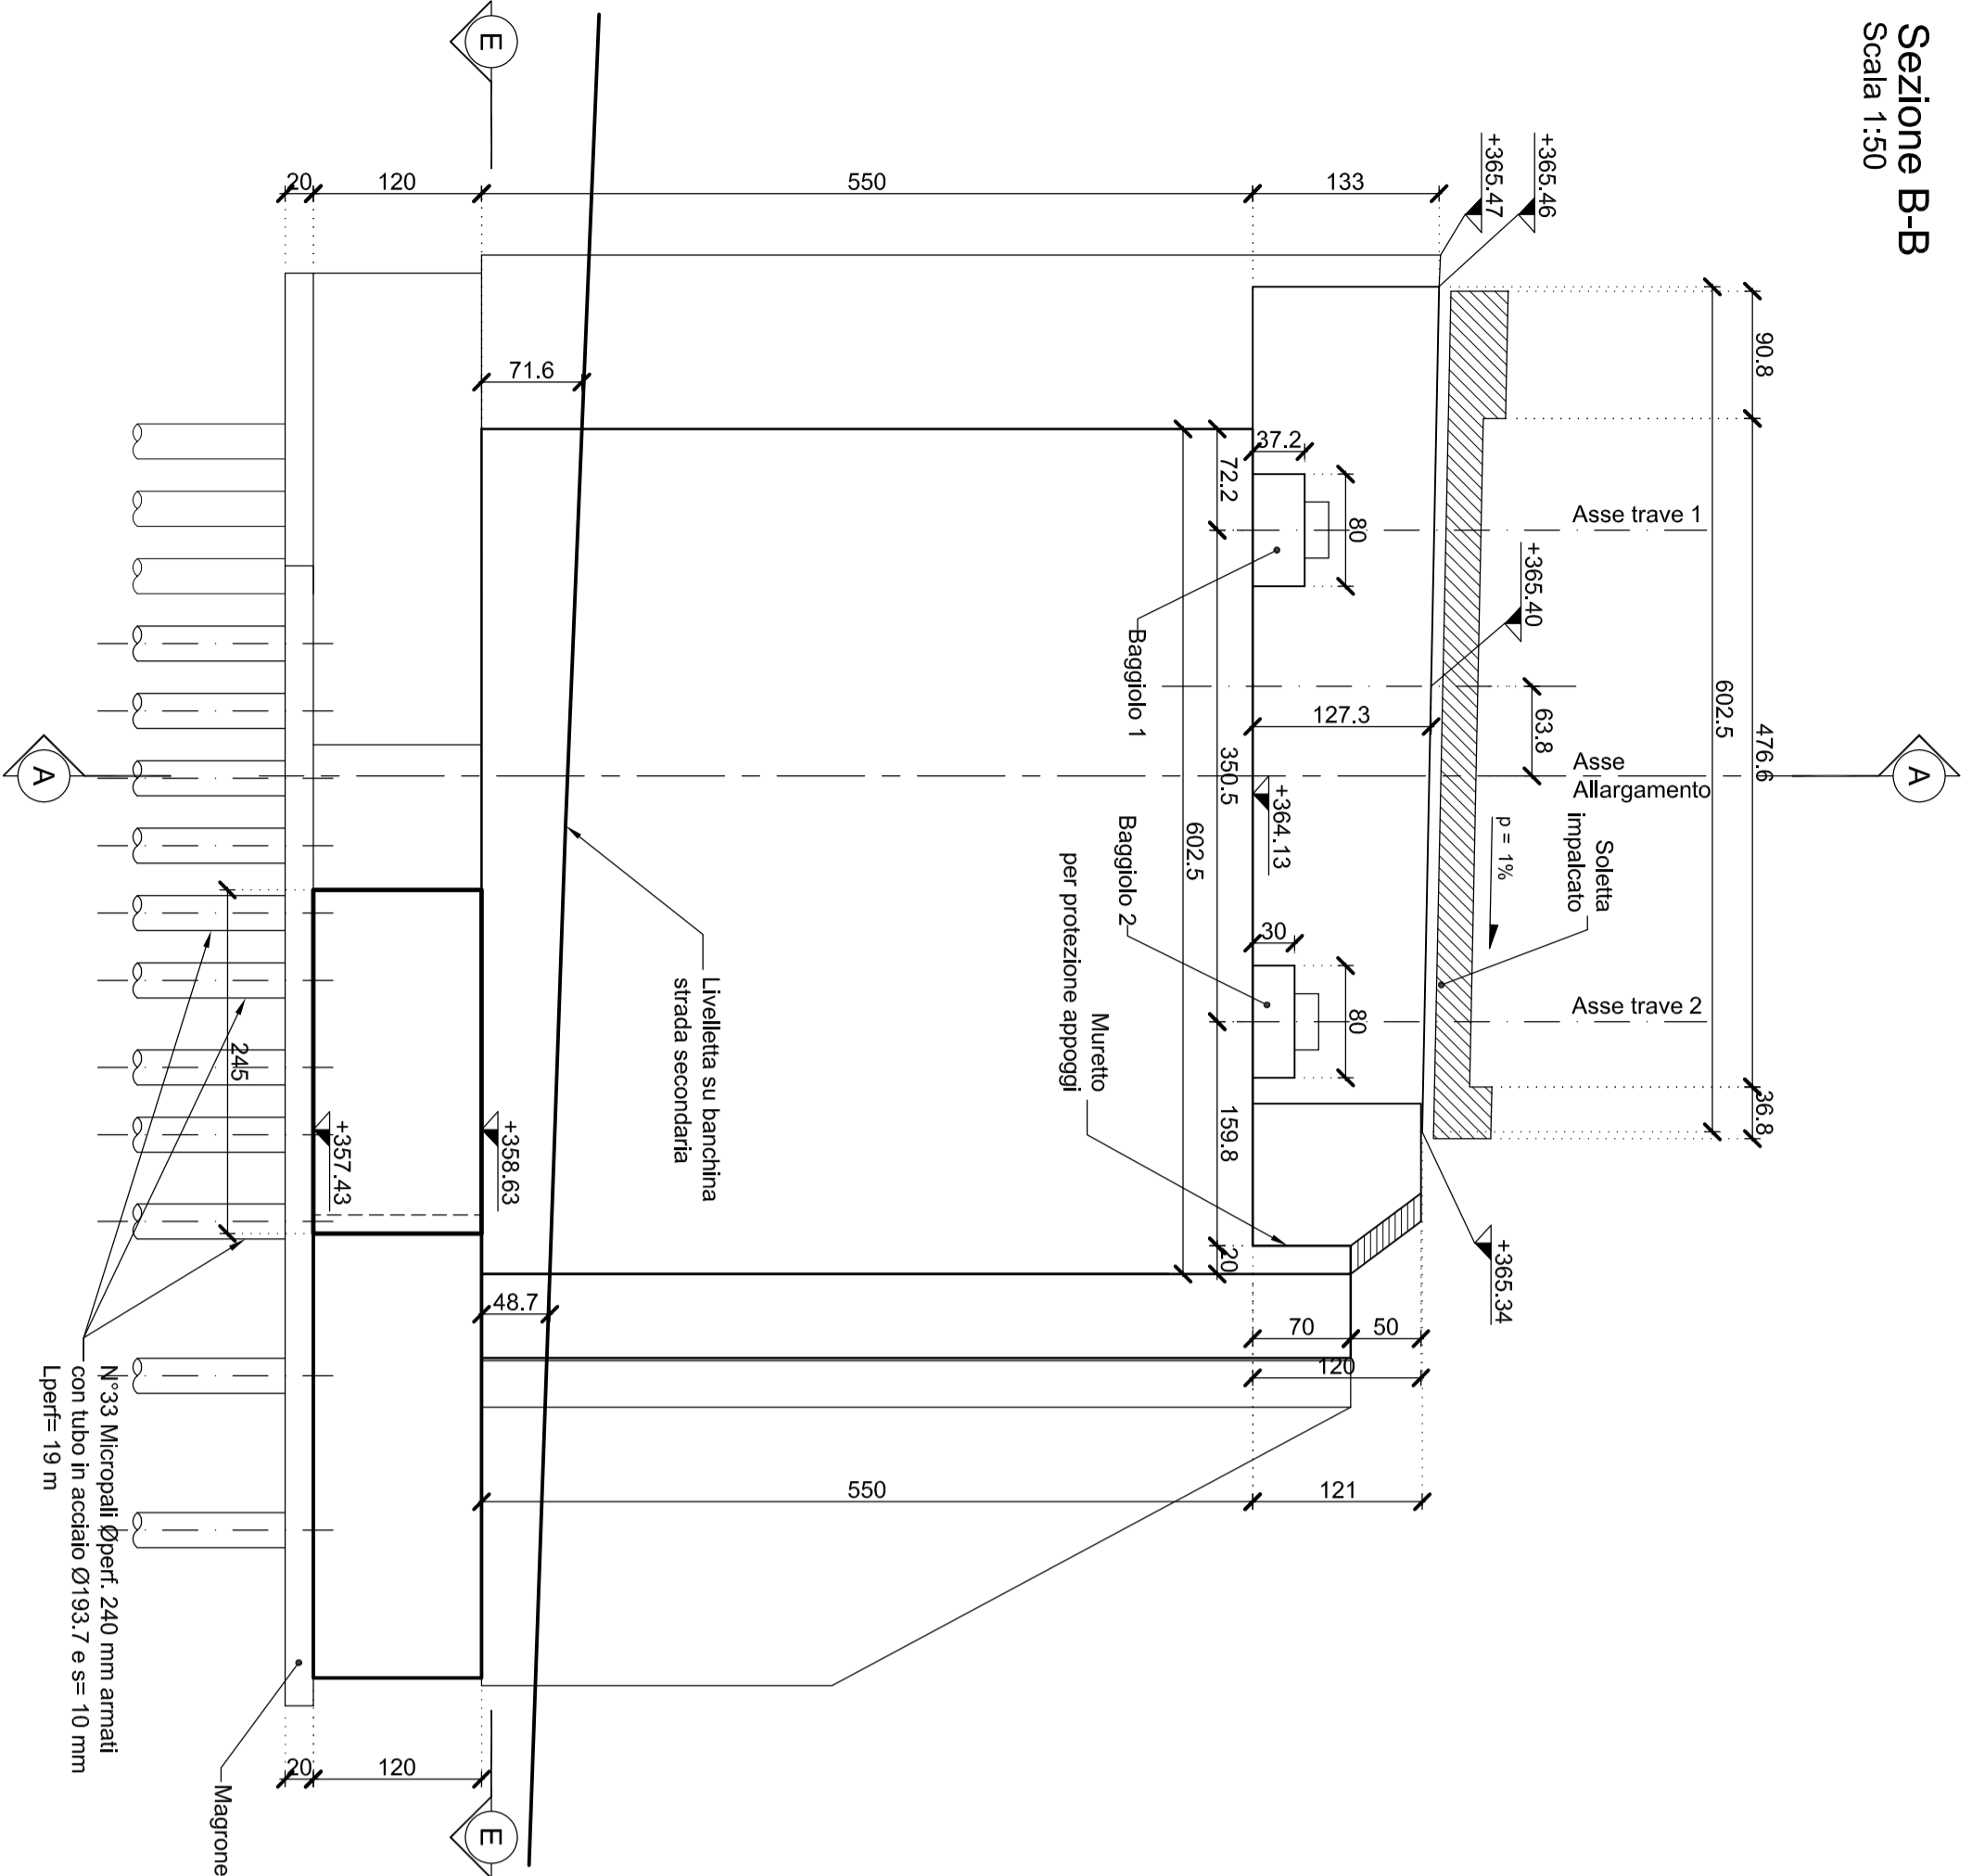 Sezione B-B
Scala 1:50
90.8
476.6
36.8
602.5
+365.46
+365.47
Asse trave 1
+365.40
63.8
Asse
Allargamento
A
Soletta
impalcato
p = 1%
Asse trave 2
+365.34
133
550
120
20
37.2
80
72.2
Baggiolo 1
127.3
350.5
+364.13
602.5
Baggiolo 2
30
80
Muretto
per protezione appoggi
159.8
20
70
50
120
121
550
71.6
Livelletta su banchina
strada secondaria
48.7
+358.63
+357.43
245
E
A
E
N°33 Micropali Øperf. 240 mm armati
con tubo in acciaio Ø193.7 e s= 10 mm
Lperf= 19 m
120
20
Magrone